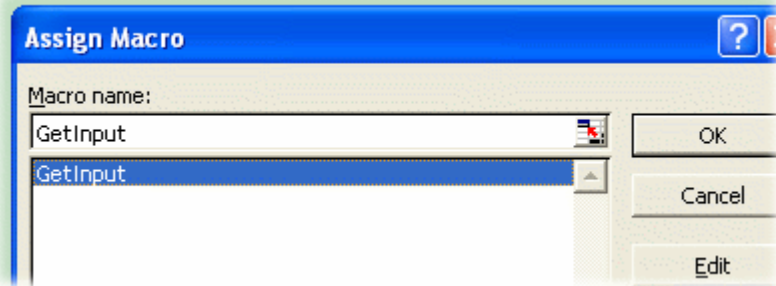 Assign Macro
?
Macro name:
GetInput
OK
GetInput
Cancel
Edit